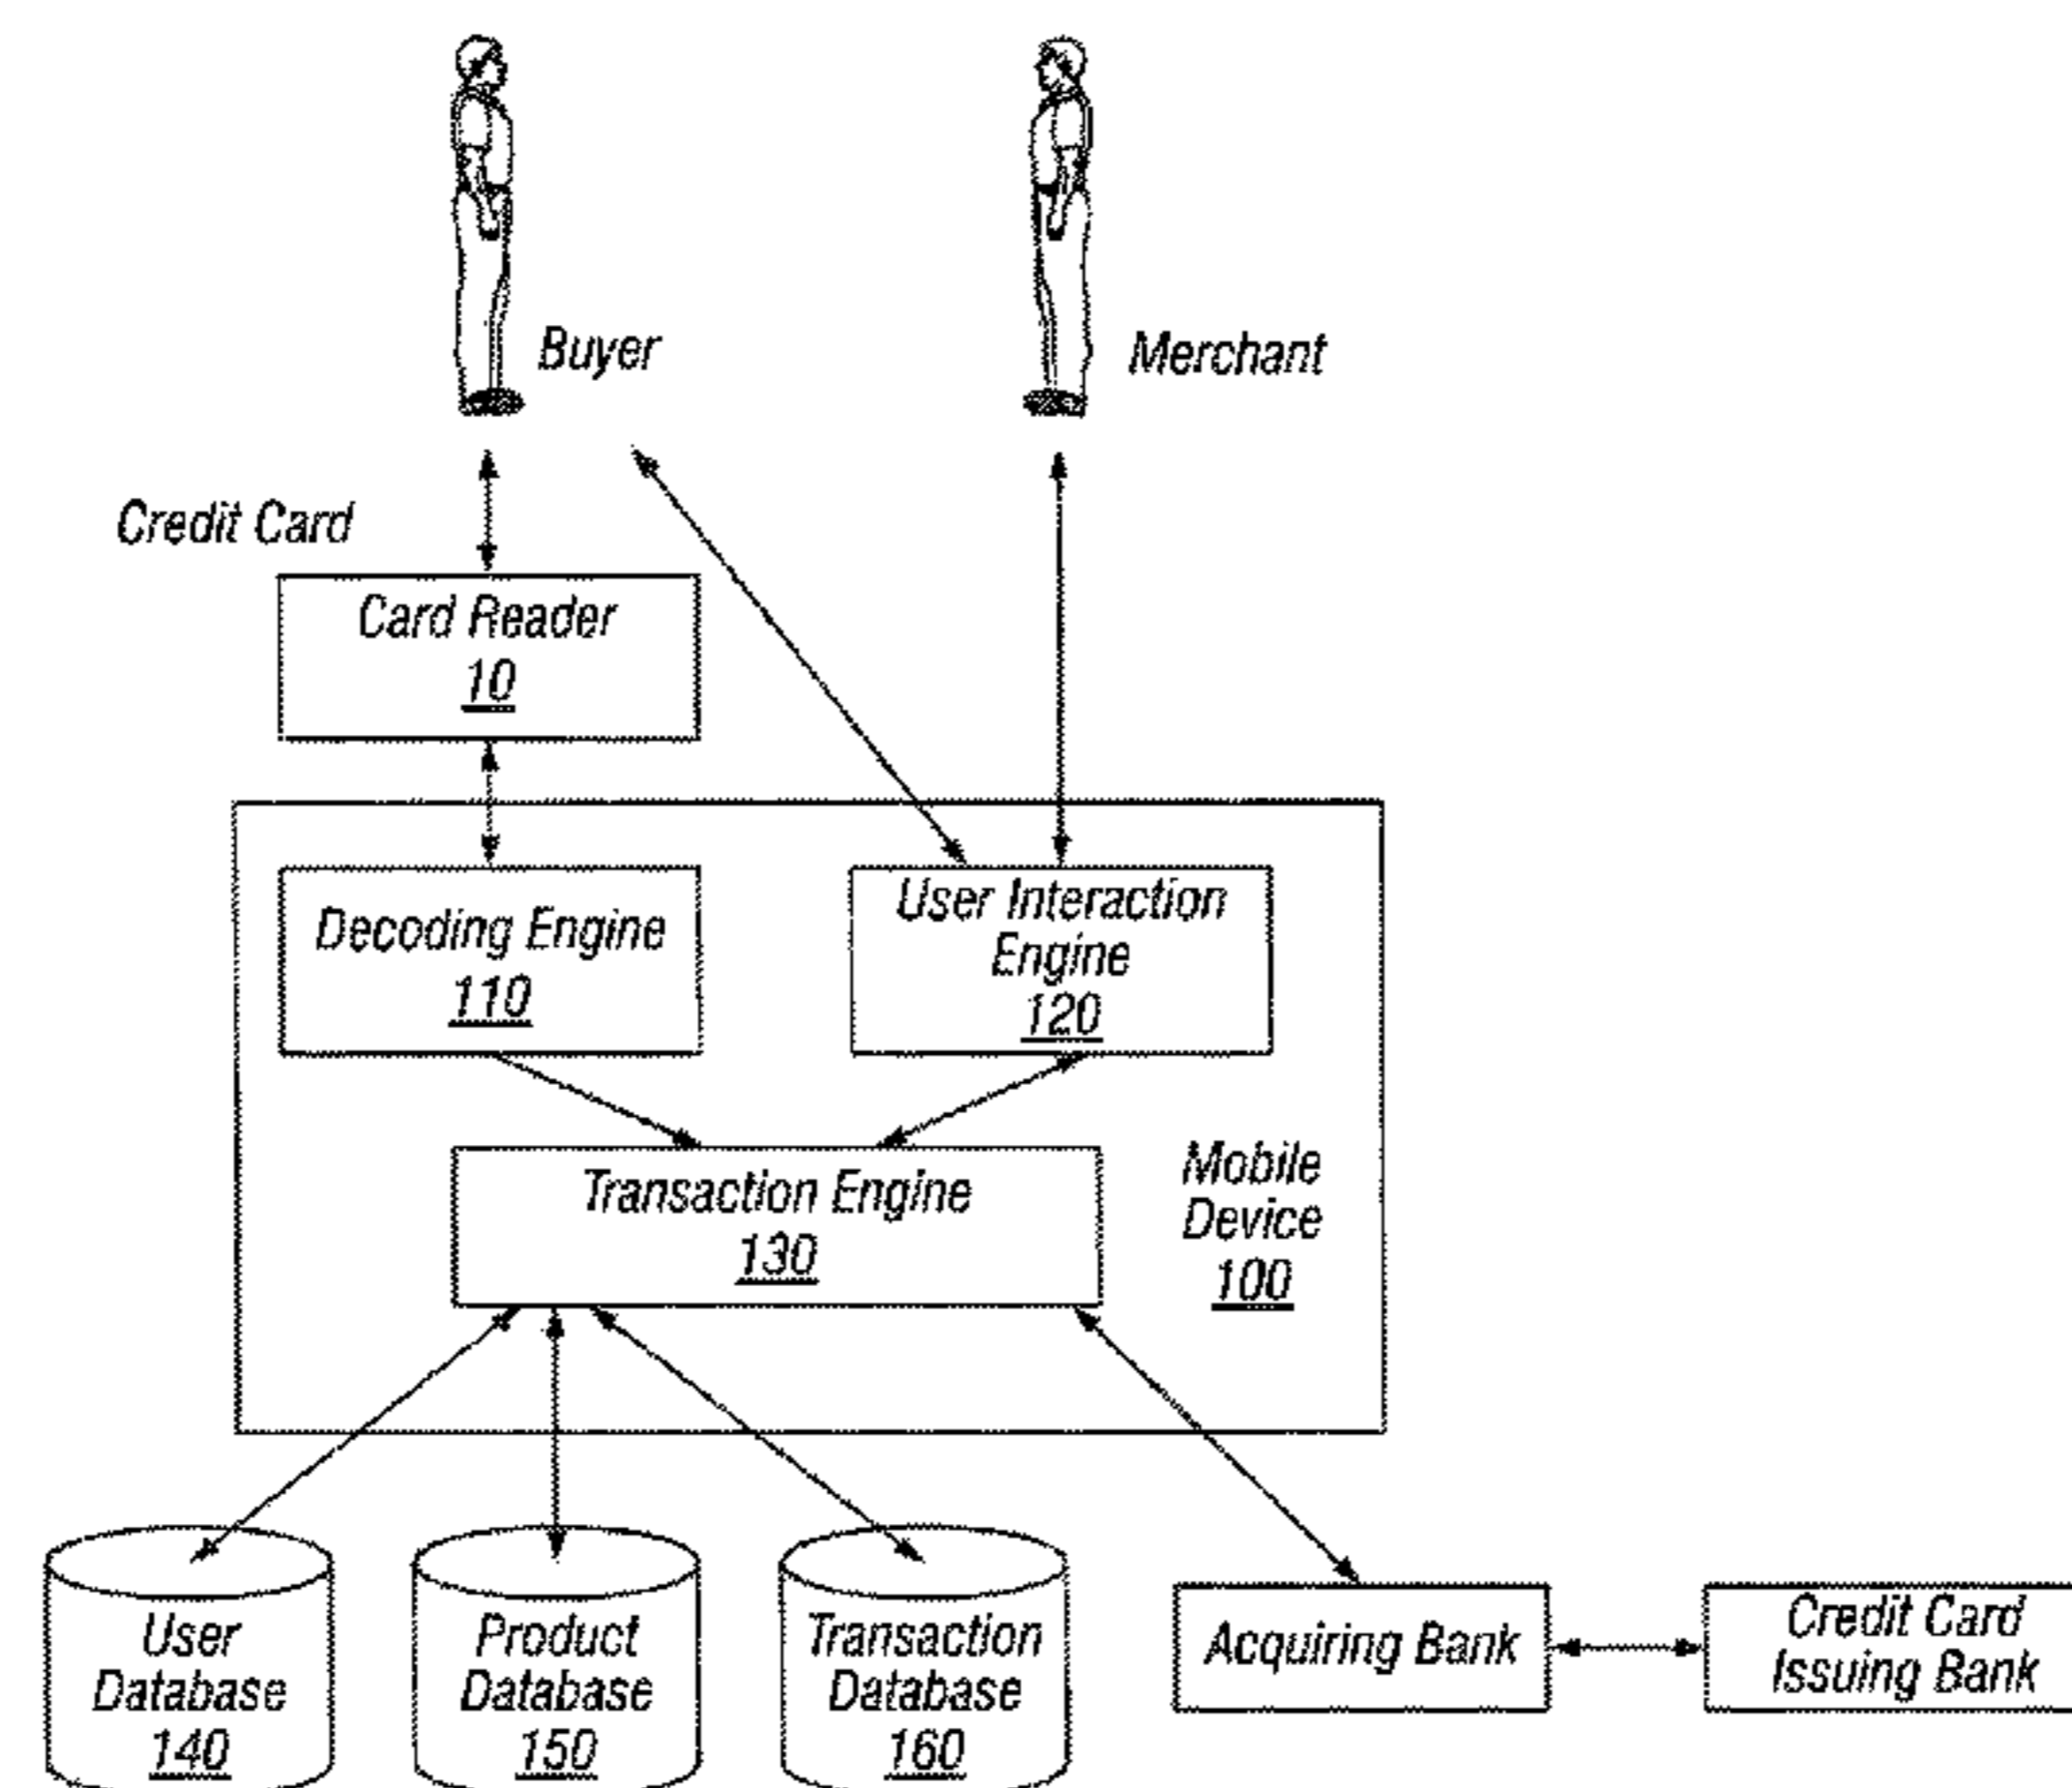 Buyer
Merchant
Credit Card
Card Reader
10
Decoding Engine
110
User Interaction
Engine
120
Transaction Engine
130
Mobile
Device
100
User
Database
140
Product
Database
150
Transaction
Database
160
Acquiring Bank
Credit Card
Issuing Bank